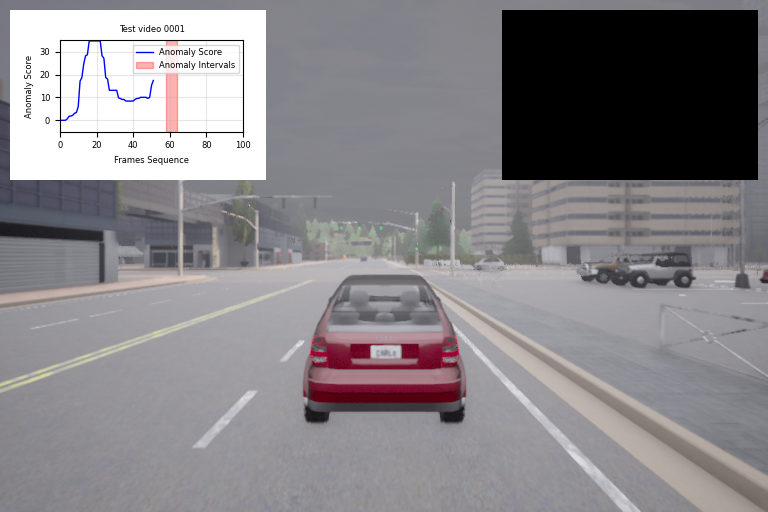 Test video 0001
Anomaly Score
Anomaly Intervals
Anomaly Score
30
20
10
0
0 20 40 60 80 100
Frames Sequence
CARLA